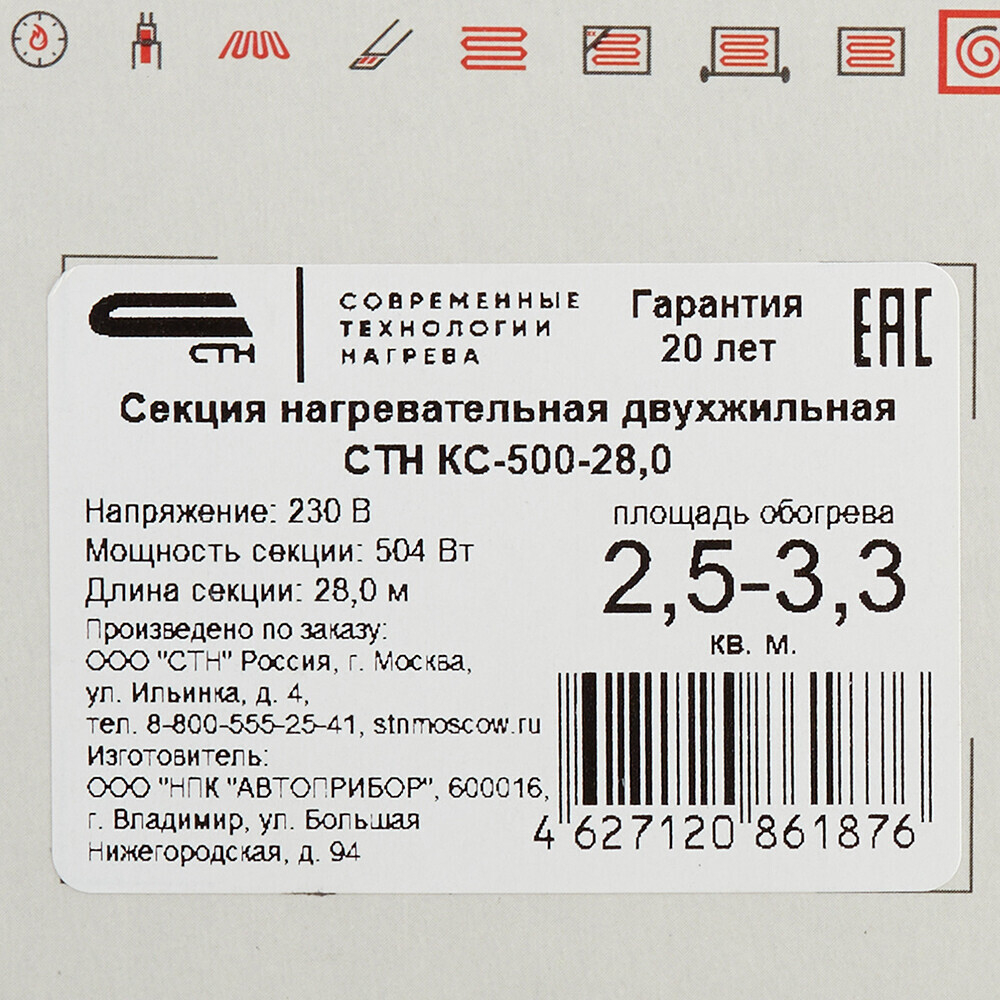 СТН
СОВРЕМЕННЫЕ
ТЕХНОЛОГИИ
НАГРЕВА
Гарантия
20 лет
EAC
Секция нагревательная двухжильная
СТН КС-500-28,0
Напряжение: 230 В
Мощность секции: 504 Вт
Длина секции: 28,0 м
Произведено по заказу:
ООО "СТН" Россия, г. Москва,
ул. Ильинка, д. 4,
тел. 8-800-555-25-41, stnmoscow.ru
Изготовитель:
ООО "НПК "АВТОПРИБОР", 600016,
г. Владимир, ул. Большая
Нижегородская, д. 94
площадь обогрева
2,5-3,3
кв. м.
4 627120 861876